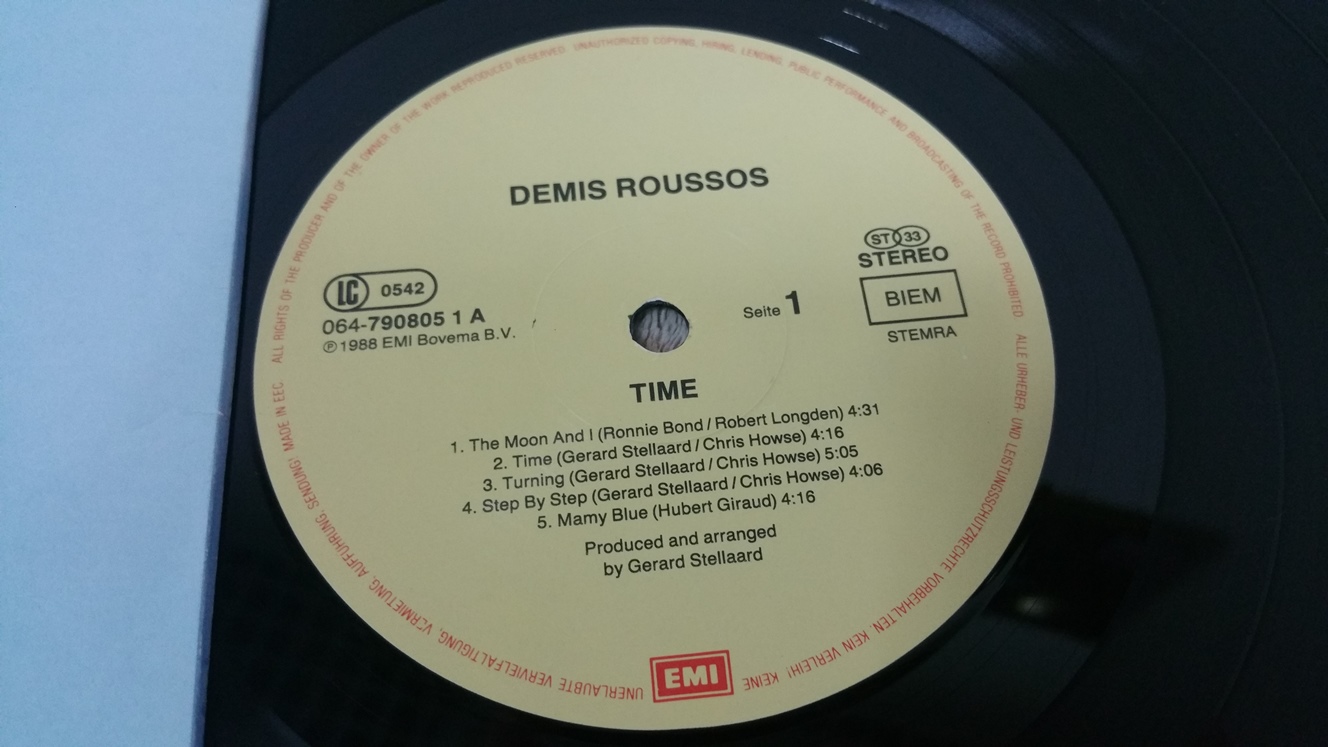 DEMIS ROUSSOS
ST 33
STEREO
BIEM
STEMRA
LC 0542
064-790805 1 A
Ⓟ 1988 EMI Bovema B.V.
Seite 1
TIME
1. The Moon And I (Ronnie Bond / Robert Longden) 4:31
2. Time (Gerard Stellaard / Chris Howse) 4:16
3. Turning (Gerard Stellaard / Chris Howse) 5:05
4. Step By Step (Gerard Stellaard / Chris Howse) 4:06
5. Mamy Blue (Hubert Giraud) 4:16
Produced and arranged
by Gerard Stellaard
EMI
ALL RIGHTS OF THE PRODUCER AND OF THE OWNER OF THE WORK REPRODUCED RESERVED. UNAUTHORIZED COPYING, HIRING, LENDING, PUBLIC PERFORMANCE AND BROADCASTING OF THE RECORD PROHIBITED. ALLE URHEBER- UND LEISTUNGSSCHUTZRECHTE VORBEHALTEN. KEIN VERLEIH! KEINE UNERLAUBTE VERVIELFÄLTIGUNG, VERMIETUNG, AUFFÜHRUNG, SENDUNG! MADE IN EEC